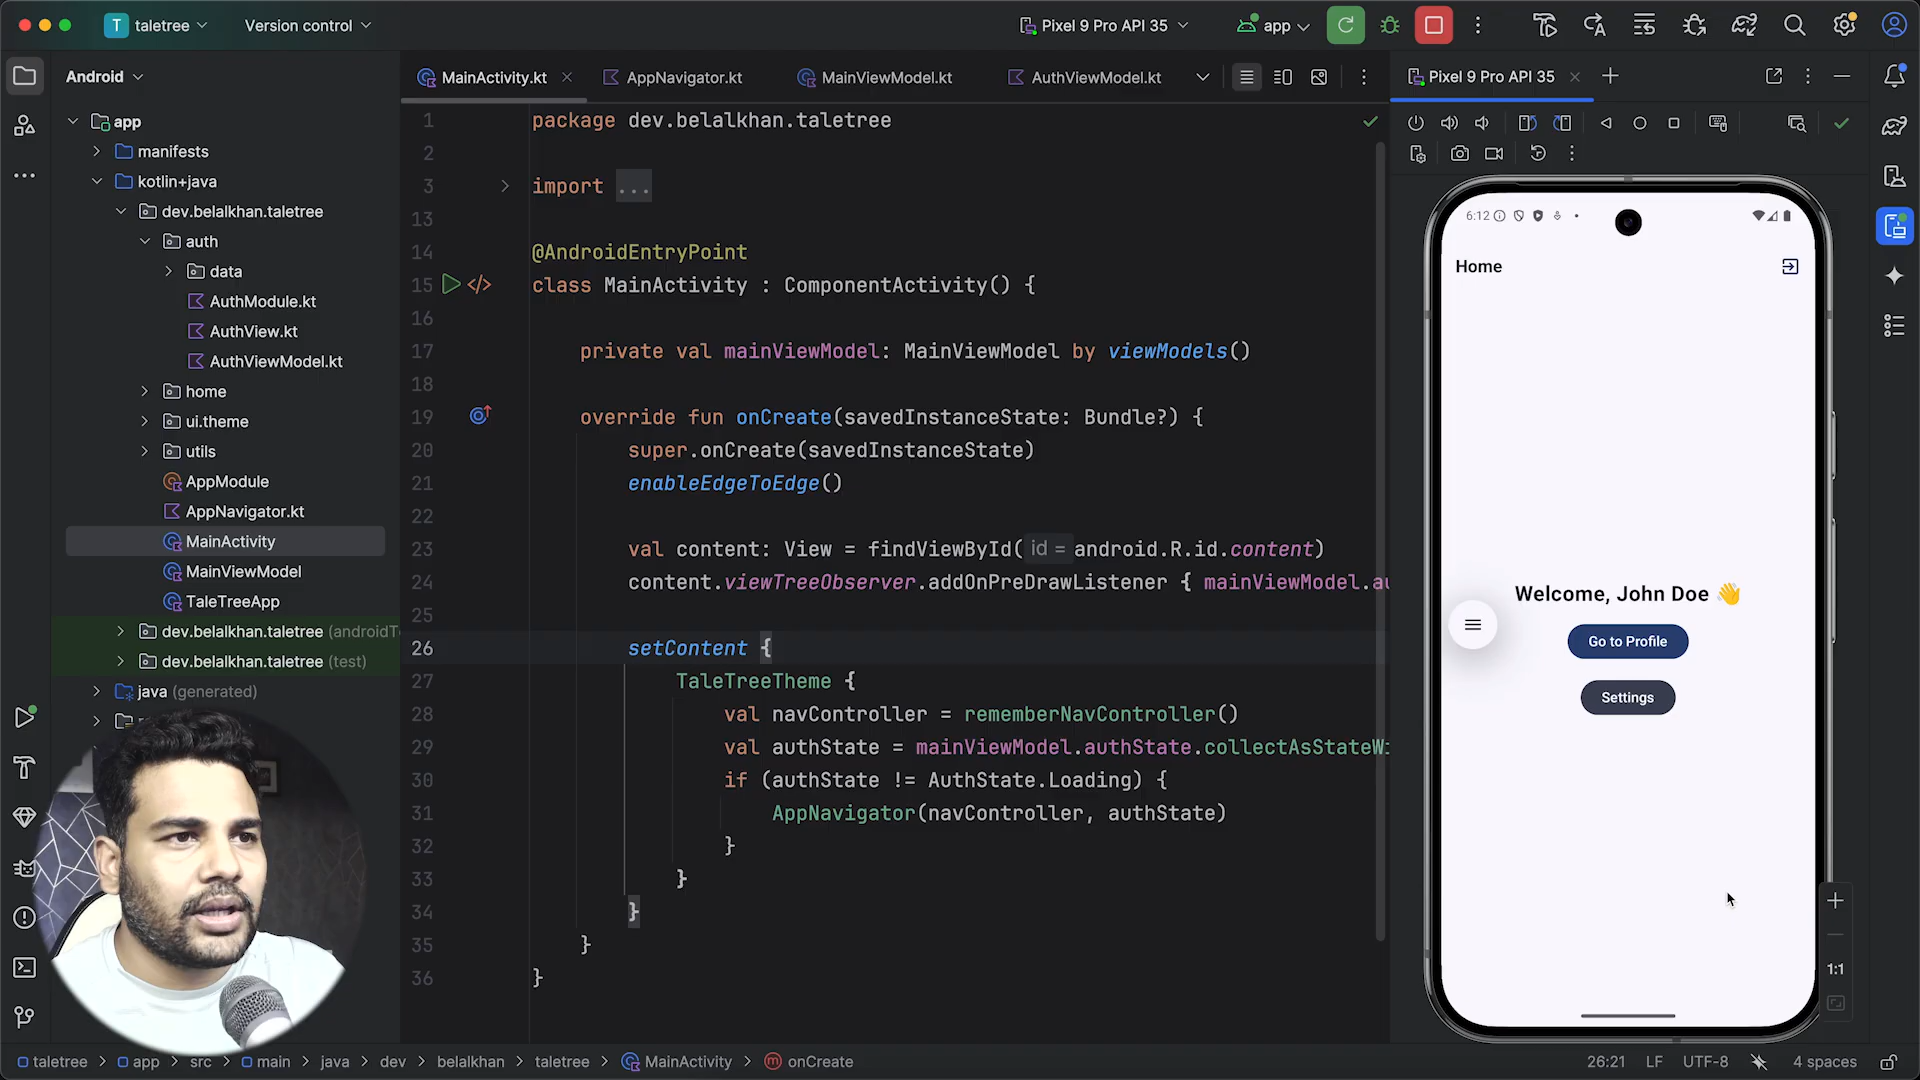 T taletree Version control Pixel 9 Pro API 35 app
Android MainActivity.kt AppNavigator.kt MainViewModel.kt AuthViewModel.kt Pixel 9 Pro API 35
app
manifests
kotlin+java
dev.belalkhan.taletree
auth
data
AuthModule.kt
AuthView.kt
AuthViewModel.kt
home
ui.theme
utils
AppModule
AppNavigator.kt
MainActivity
MainViewModel
TaleTreeApp
dev.belalkhan.taletree (androidTe
dev.belalkhan.taletree (test)
java (generated)
1 package dev.belalkhan.taletree
2
3 import ...
13
14 @AndroidEntryPoint
15 class MainActivity : ComponentActivity() {
16
17 private val mainViewModel: MainViewModel by viewModels()
18
19 override fun onCreate(savedInstanceState: Bundle?) {
20 super.onCreate(savedInstanceState)
21 enableEdgeToEdge()
22
23 val content: View = findViewById( id = android.R.id.content)
24 content.viewTreeObserver.addOnPreDrawListener { mainViewModel.au
25
26 setContent {
27 TaleTreeTheme {
28 val navController = rememberNavController()
29 val authState = mainViewModel.authState.collectAsStateWi
30 if (authState != AuthState.Loading) {
31 AppNavigator(navController, authState)
32 }
33 }
34 }
35 }
36 }
6:12
Home
Welcome, John Doe 👋
Go to Profile
Settings
1:1
taletree app src main java dev belalkhan taletree MainActivity onCreate 26:21 LF UTF-8 4 spaces